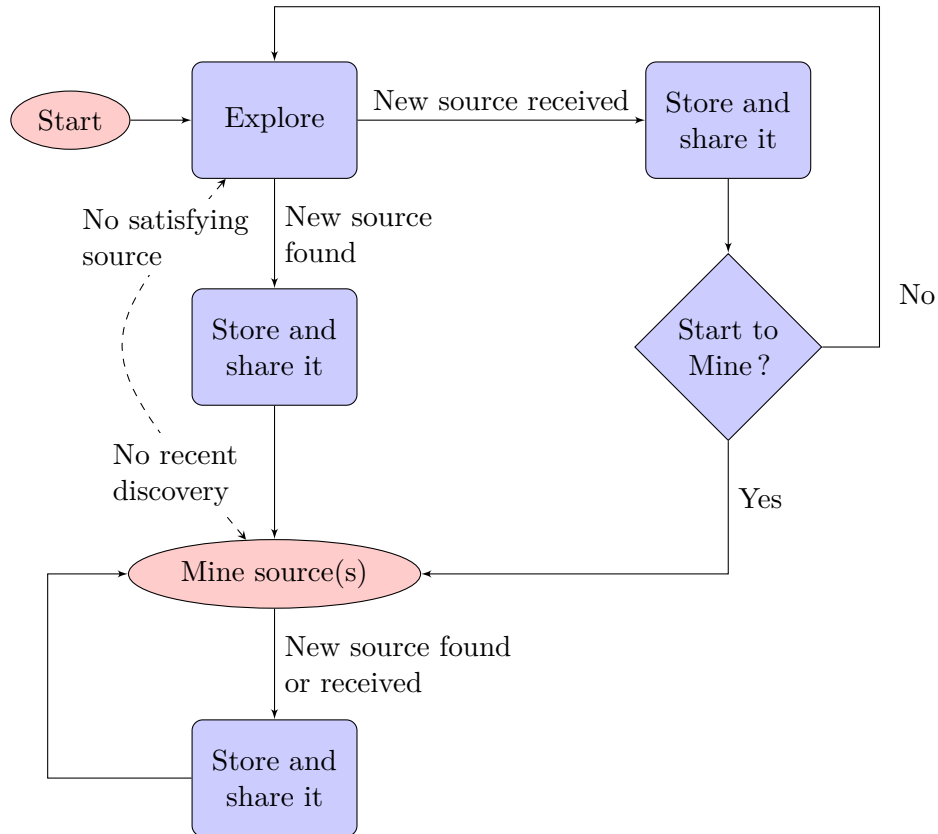 Start
Explore
New source received
Store and
share it
No satisfying
source
New source
found
Store and
share it
Start to
Mine ?
No
No recent
discovery
Yes
Mine source(s)
New source found
or received
Store and
share it